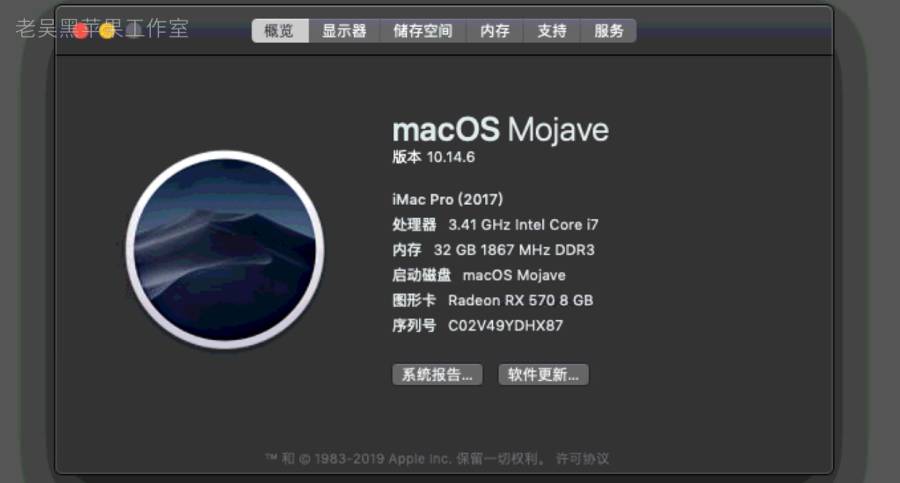 老吴黑苹果工作室
概览 显示器 储存空间 内存 支持 服务
macOS Mojave
版本 10.14.6
iMac Pro (2017)
处理器 3.41 GHz Intel Core i7
内存 32 GB 1867 MHz DDR3
启动磁盘 macOS Mojave
图形卡 Radeon RX 570 8 GB
序列号 C02V49YDHX87
系统报告... 软件更新...
™ 和 © 1983-2019 Apple Inc. 保留一切权利。 许可协议